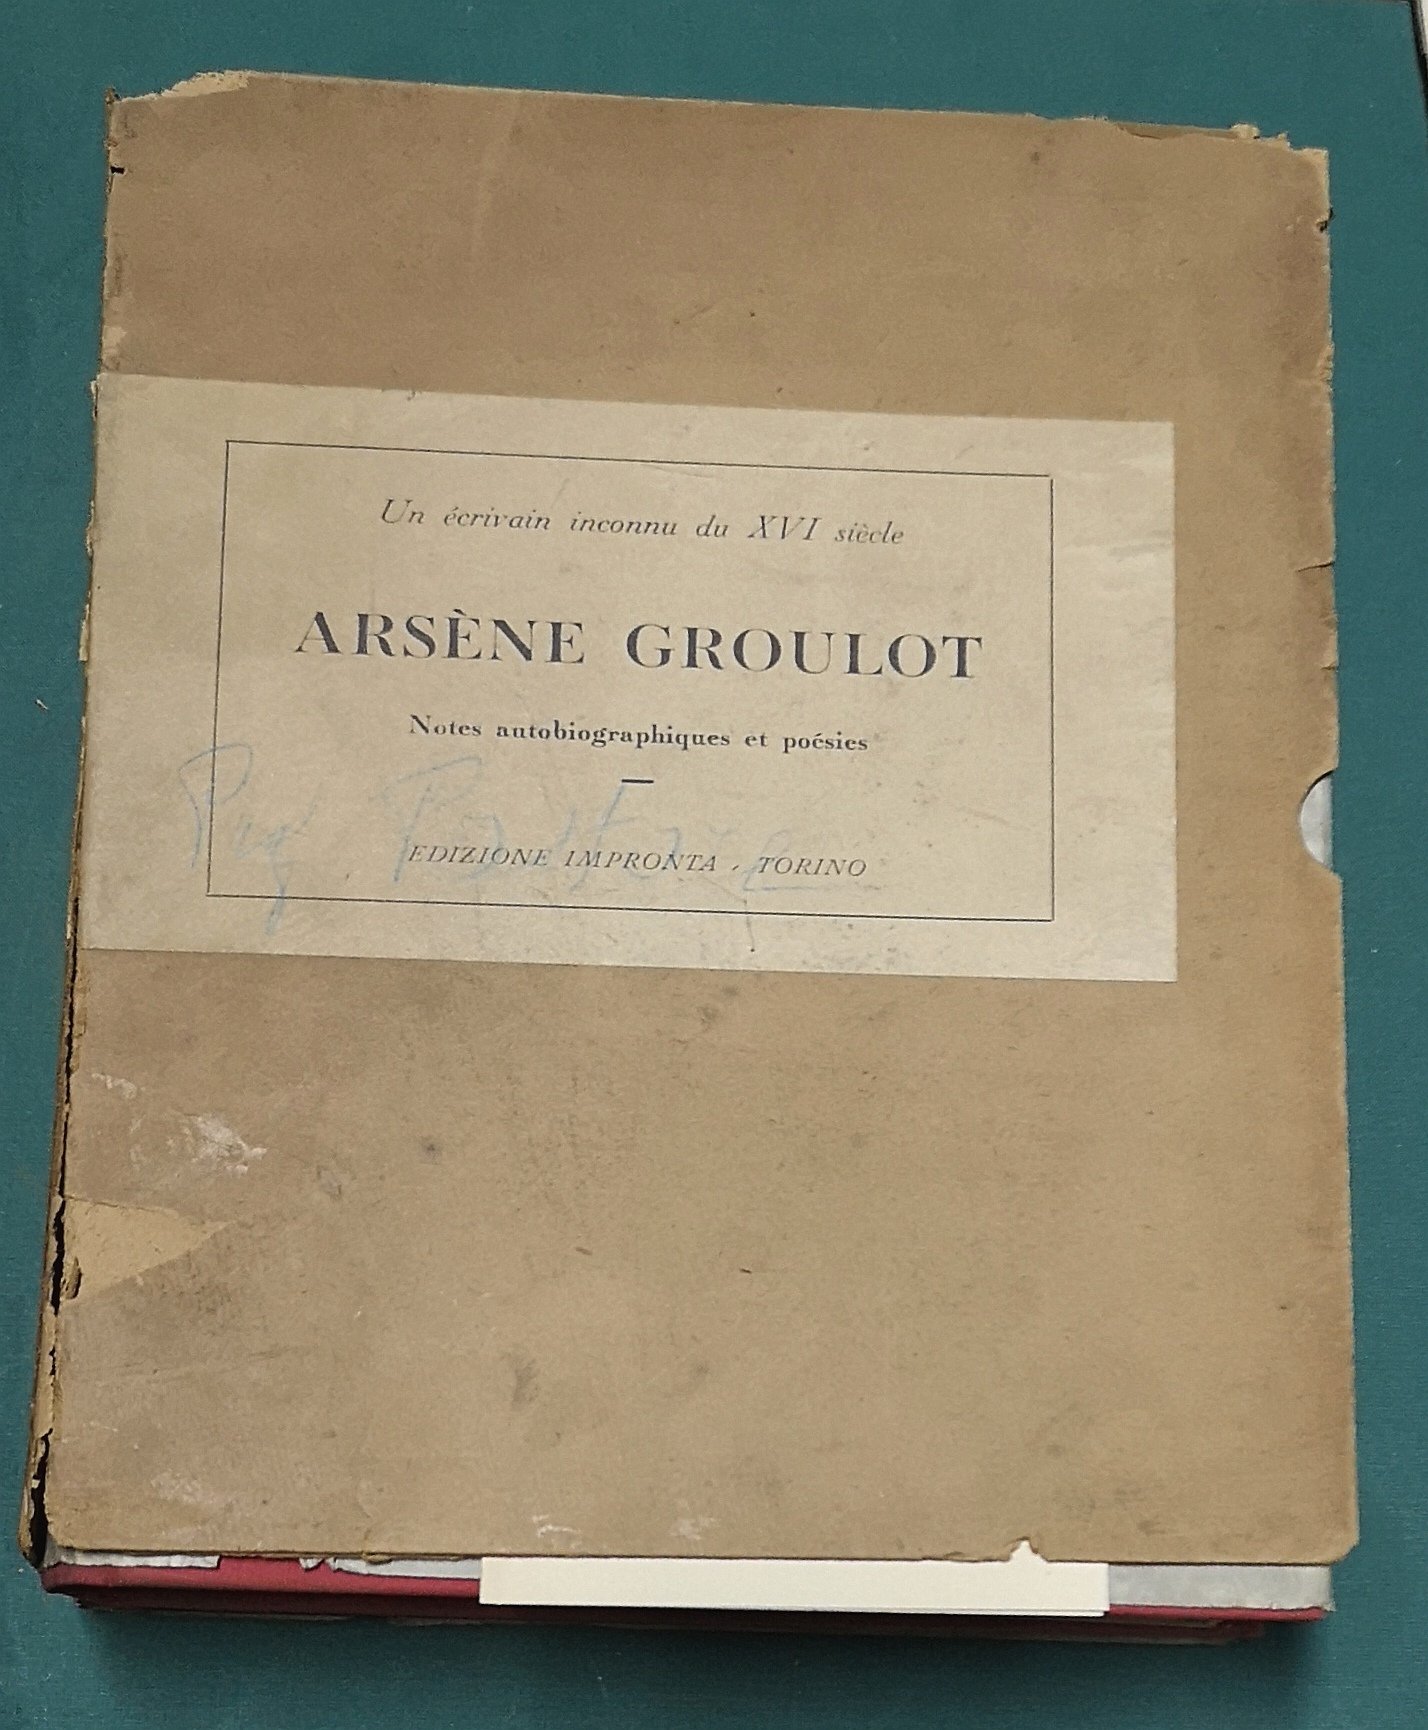 Un écrivain inconnu du XVI siècle
ARSÈNE GROULOT
Notes autobiographiques et poésies
EDIZIONE IMPRONTA - TORINO